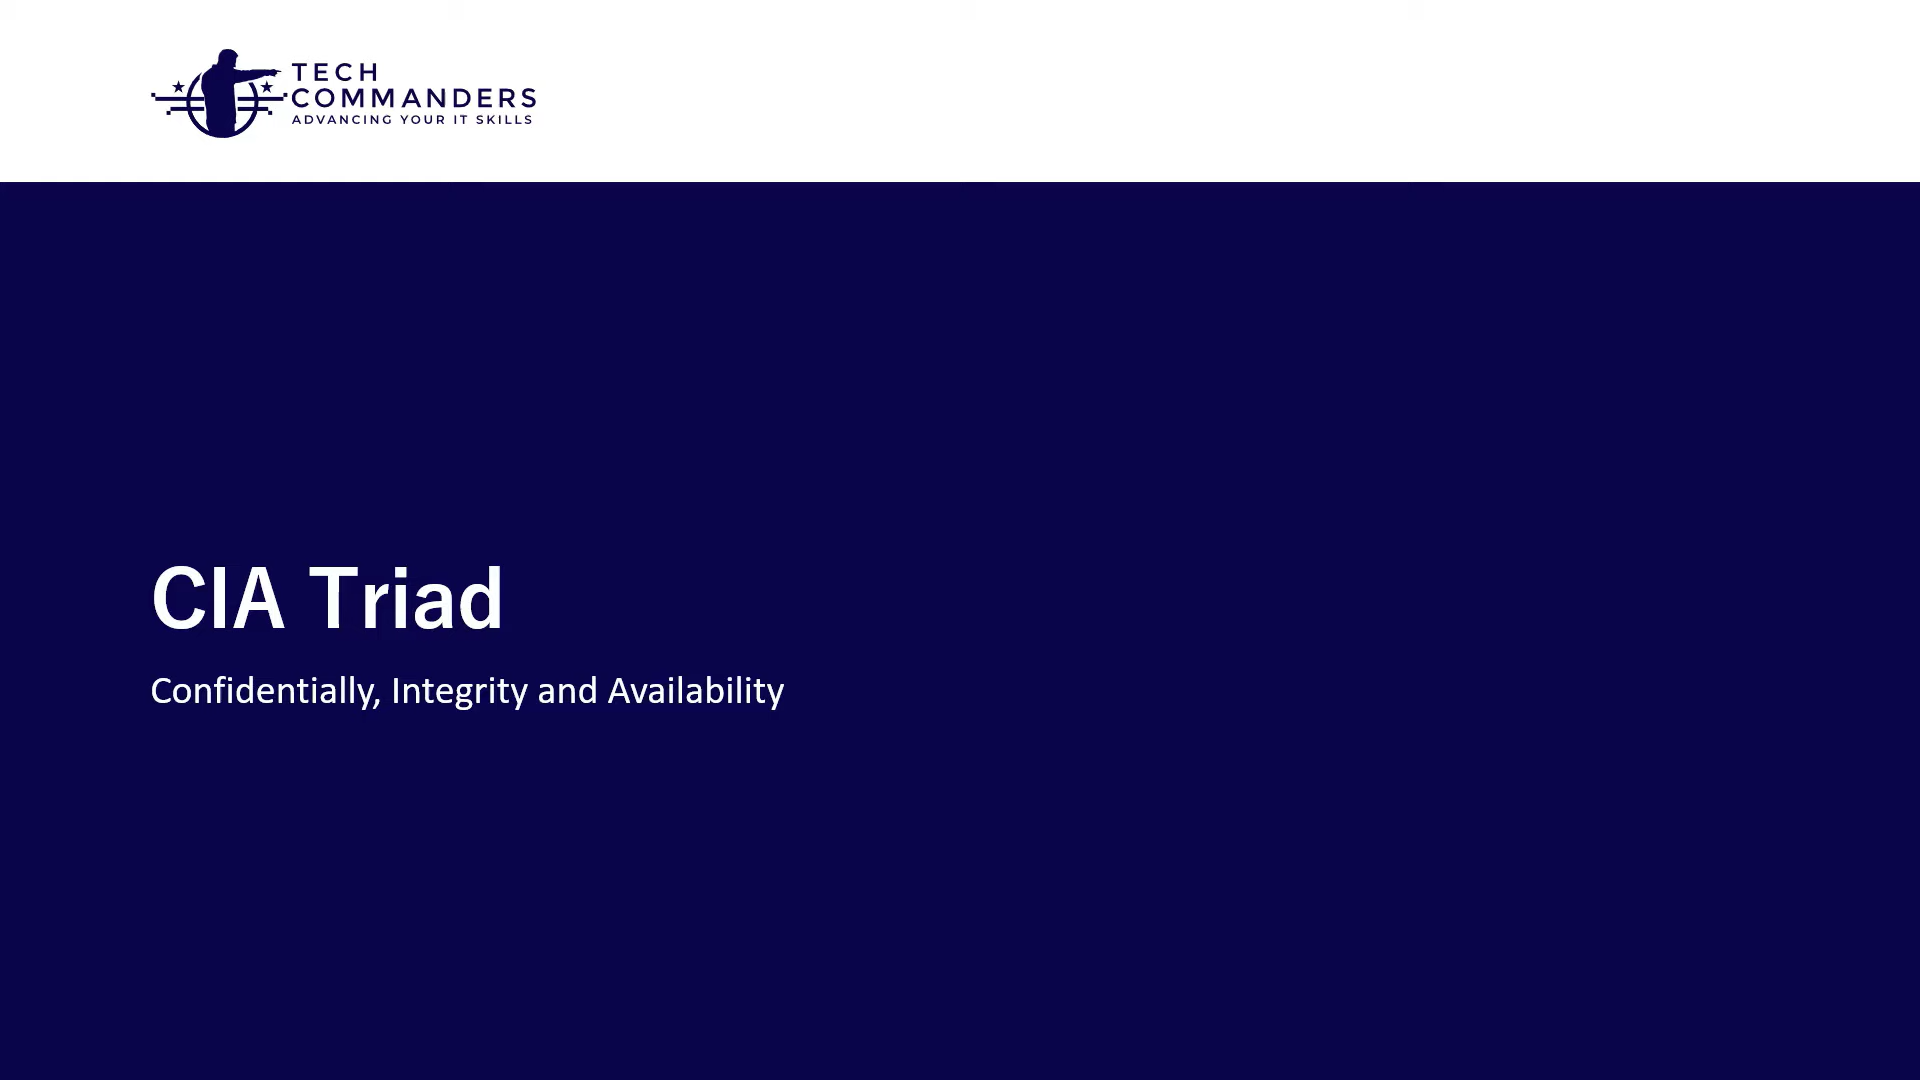 TECH
COMMANDERS
ADVANCING YOUR IT SKILLS
CIA Triad
Confidentially, Integrity and Availability